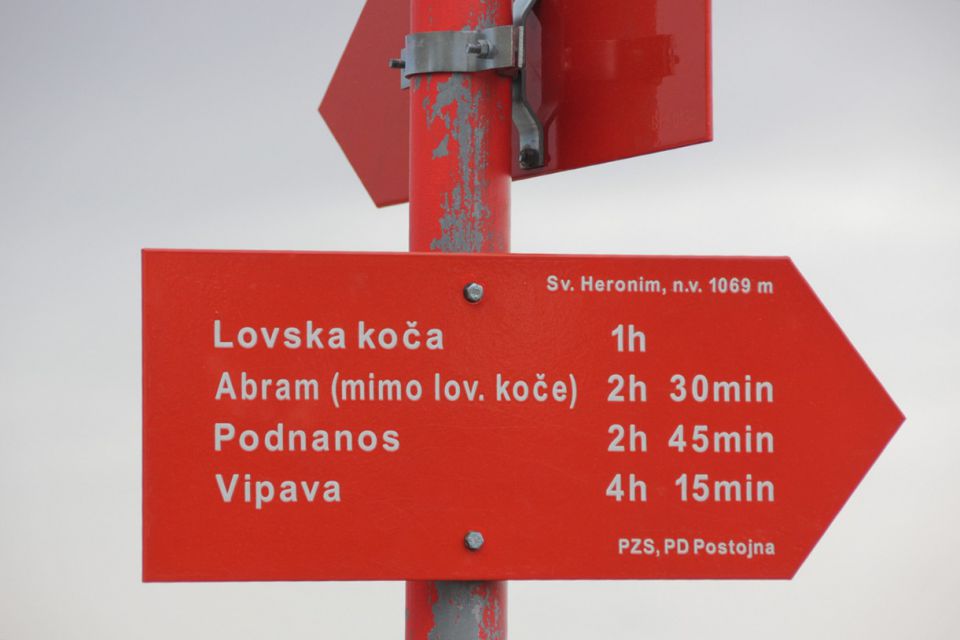 Sv. Heronim, n.v. 1069 m
Lovska koča 1h
Abram (mimo lov. koče) 2h 30min
Podnanos 2h 45min
Vipava 4h 15min
PZS, PD Postojna